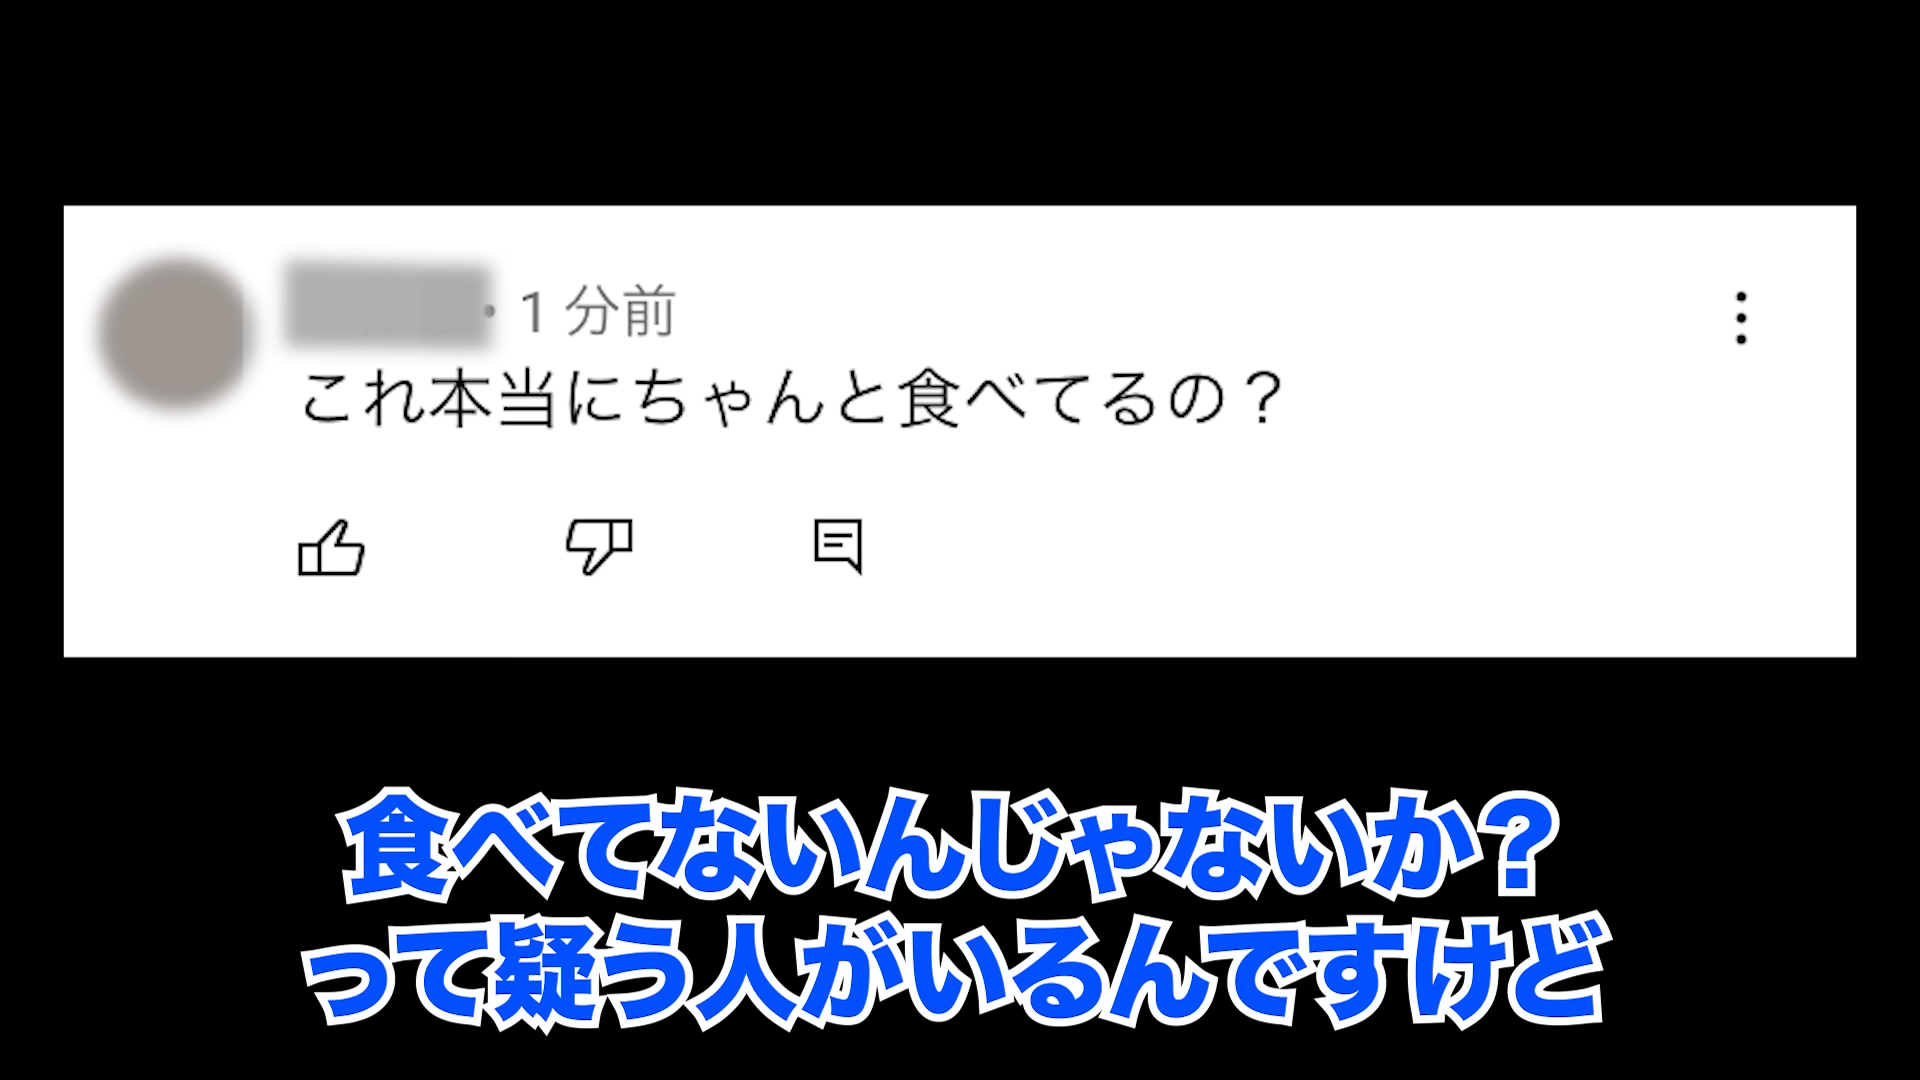 ・1 分前
これ本当にちゃんと食べてるの？
食べてないんじゃないか？
って疑う人がいるんですけど